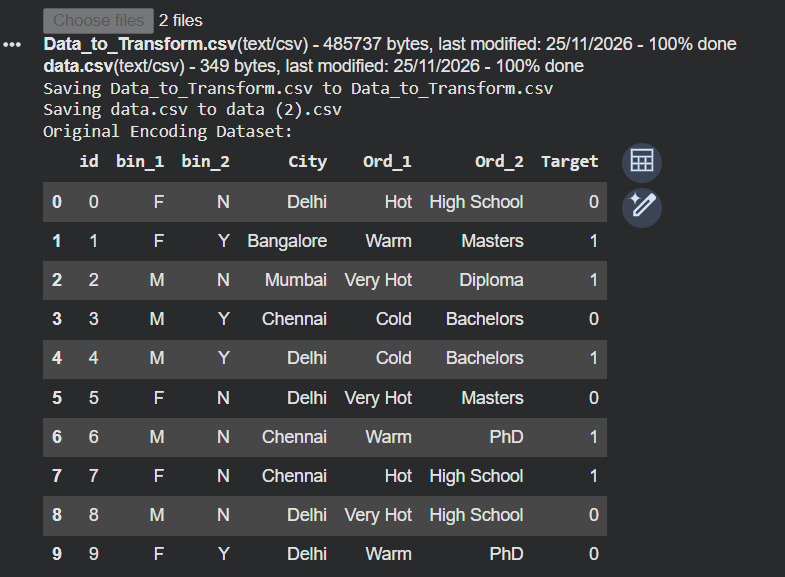 Choose files 2 files
Data_to_Transform.csv(text/csv) - 485737 bytes, last modified: 25/11/2026 - 100% done
data.csv(text/csv) - 349 bytes, last modified: 25/11/2026 - 100% done
Saving Data_to_Transform.csv to Data_to_Transform.csv
Saving data.csv to data (2).csv
Original Encoding Dataset:
id bin_1 bin_2 City Ord_1 Ord_2 Target
0 0 F N Delhi Hot High School 0
1 1 F Y Bangalore Warm Masters 1
2 2 M N Mumbai Very Hot Diploma 1
3 3 M Y Chennai Cold Bachelors 0
4 4 M Y Delhi Cold Bachelors 1
5 5 F N Delhi Very Hot Masters 0
6 6 M N Chennai Warm PhD 1
7 7 F N Chennai Hot High School 1
8 8 M N Delhi Very Hot High School 0
9 9 F Y Delhi Warm PhD 0